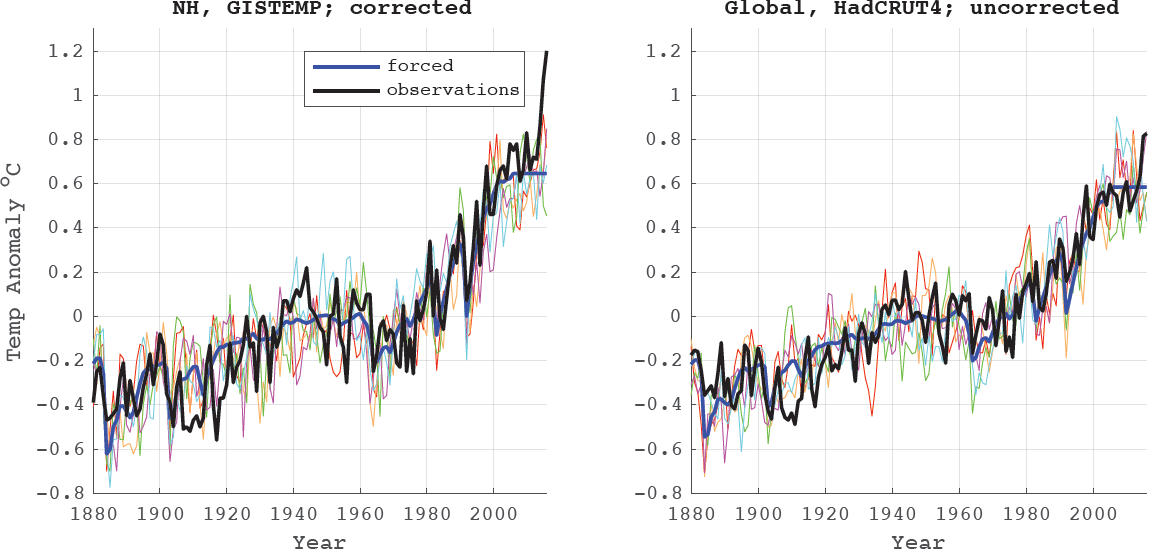 NH, GISTEMP; corrected
Temp Anomaly °C
1.2
1
0.8
0.6
0.4
0.2
0
-0.2
-0.4
-0.6
-0.8
forced
observations
1880 1900 1920 1940 1960 1980 2000
Year
Global, HadCRUT4; uncorrected
1.2
1
0.8
0.6
0.4
0.2
0
-0.2
-0.4
-0.6
-0.8
1880 1900 1920 1940 1960 1980 2000
Year